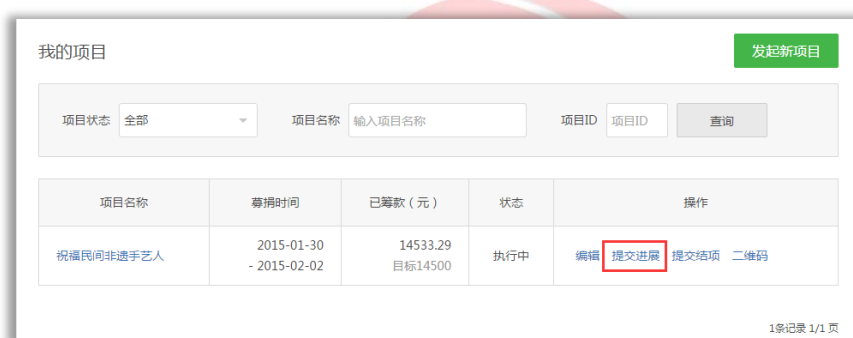 我的项目
发起新项目
项目状态 全部 项目名称 输入项目名称 项目ID 项目ID 查询
项目名称 募捐时间 已筹款（元） 状态 操作
祝福民间非遗手艺人 2015-01-30 14533.29 执行中 编辑 提交进展 提交结项 二维码
- 2015-02-02 目标14500
1条记录 1/1 页